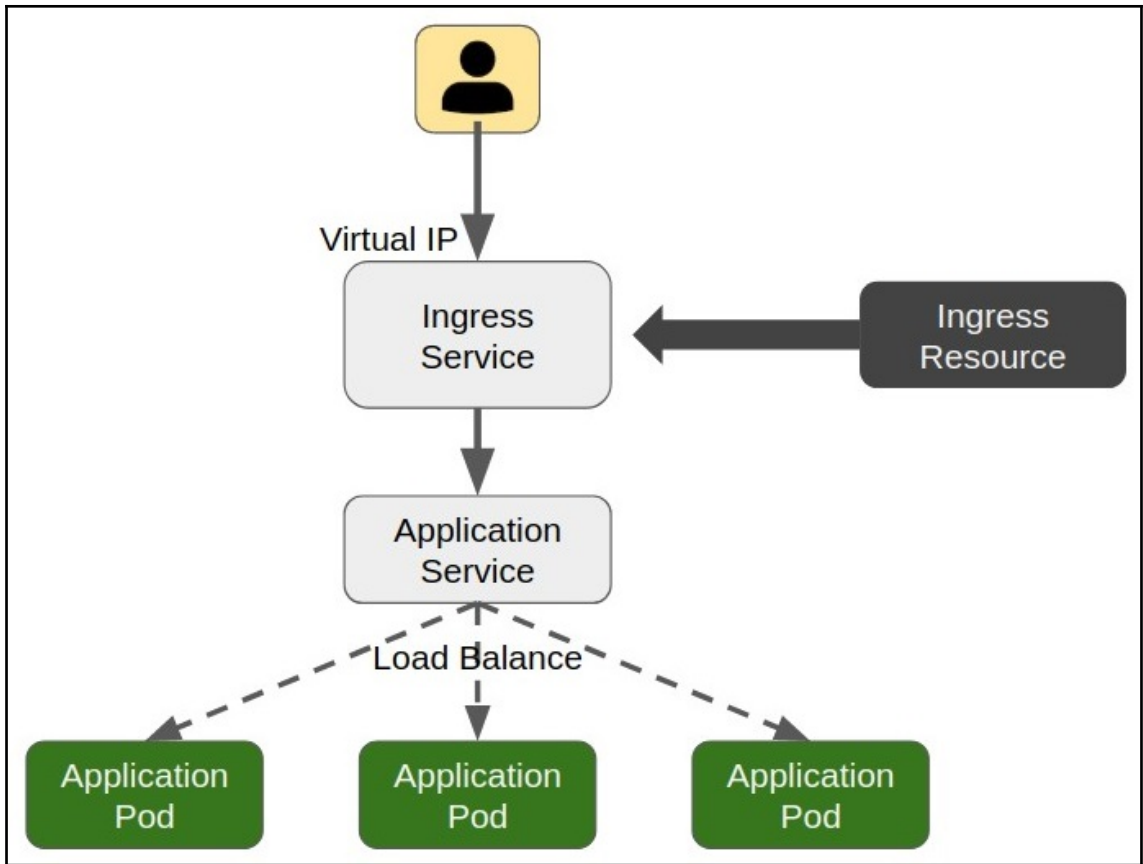 Virtual IP
Ingress
Service
Ingress
Resource
Application
Service
Load Balance
Application
Pod
Application
Pod
Application
Pod